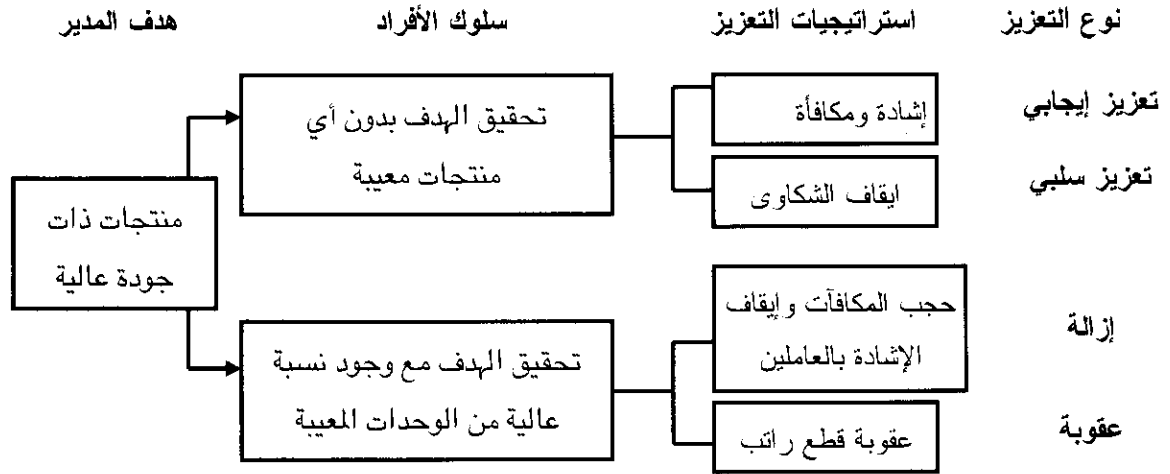 نوع التعزيز
استراتيجيات التعزيز
سلوك الأفراد
هدف المدير
تعزيز إيجابي
إشادة ومكافأة
تحقيق الهدف بدون أي
منتجات معيبة
تعزيز سلبي
ايقاف الشكاوى
منتجات ذات
جودة عالية
إزالة
حجب المكافآت وإيقاف
الإشادة بالعاملين
تحقيق الهدف مع وجود نسبة
عالية من الوحدات المعيبة
عقوبة
عقوبة قطع راتب